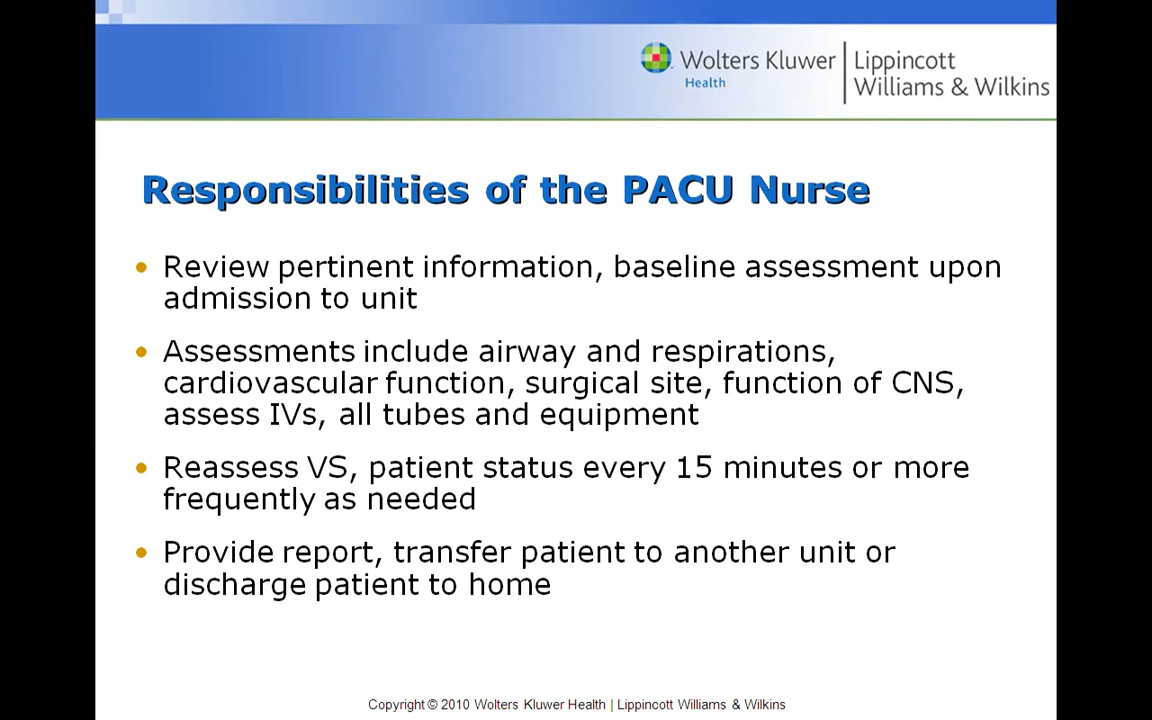 Wolters Kluwer
Health
Lippincott
Williams & Wilkins
Responsibilities of the PACU Nurse
• Review pertinent information, baseline assessment upon
admission to unit
• Assessments include airway and respirations,
cardiovascular function, surgical site, function of CNS,
assess IVs, all tubes and equipment
• Reassess VS, patient status every 15 minutes or more
frequently as needed
• Provide report, transfer patient to another unit or
discharge patient to home
Copyright © 2010 Wolters Kluwer Health | Lippincott Williams & Wilkins